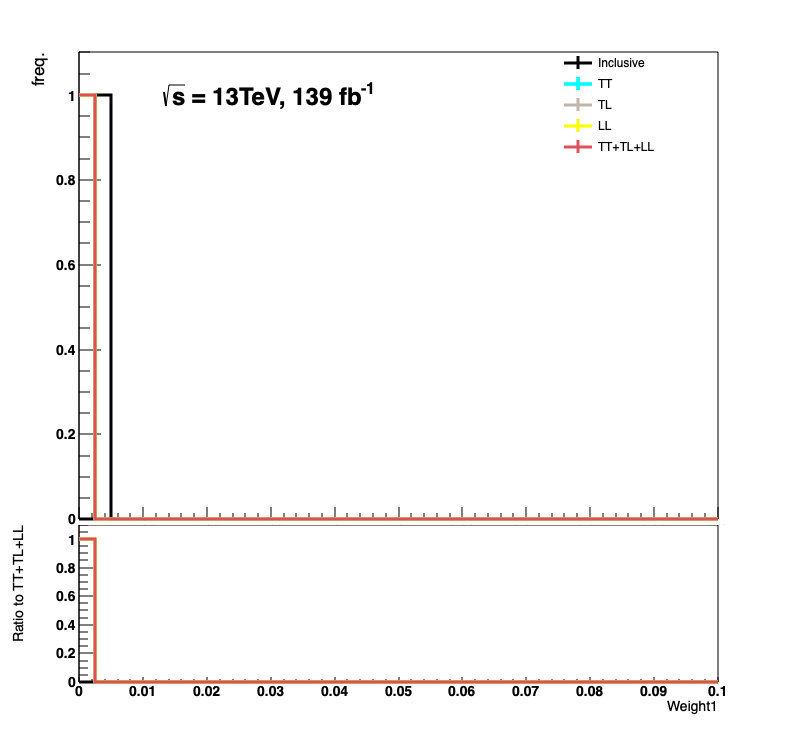 freq.
√s = 13TeV, 139 fb-1
Inclusive
TT
TL
LL
TT+TL+LL
1
0.8
0.6
0.4
0.2
0
Ratio to TT+TL+LL
1
0.8
0.6
0.4
0.2
0
0 0.01 0.02 0.03 0.04 0.05 0.06 0.07 0.08 0.09 0.1
Weight1